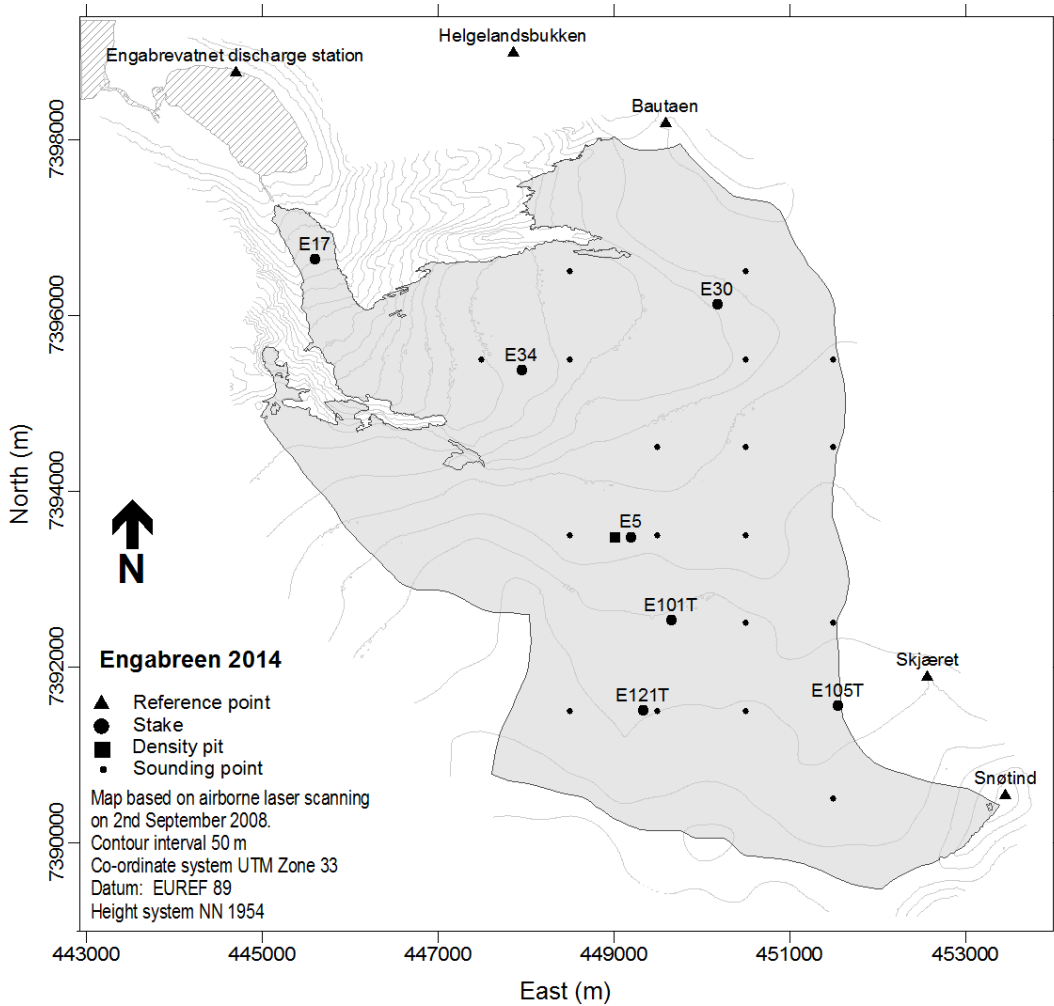 Helgelandsbukken
Engabrevatnet discharge station
Bautaen
7398000
E17
E30
7396000
E34
North (m)
7394000
E5
N
E101T
Engabreen 2014
7392000
Skjæret
E121T
E105T
Reference point
Stake
Density pit
Sounding point
Snøtind
Map based on airborne laser scanning
on 2nd September 2008.
Contour interval 50 m
Co-ordinate system UTM Zone 33
Datum: EUREF 89
Height system NN 1954
7390000
443000
445000
447000
449000
451000
453000
East (m)